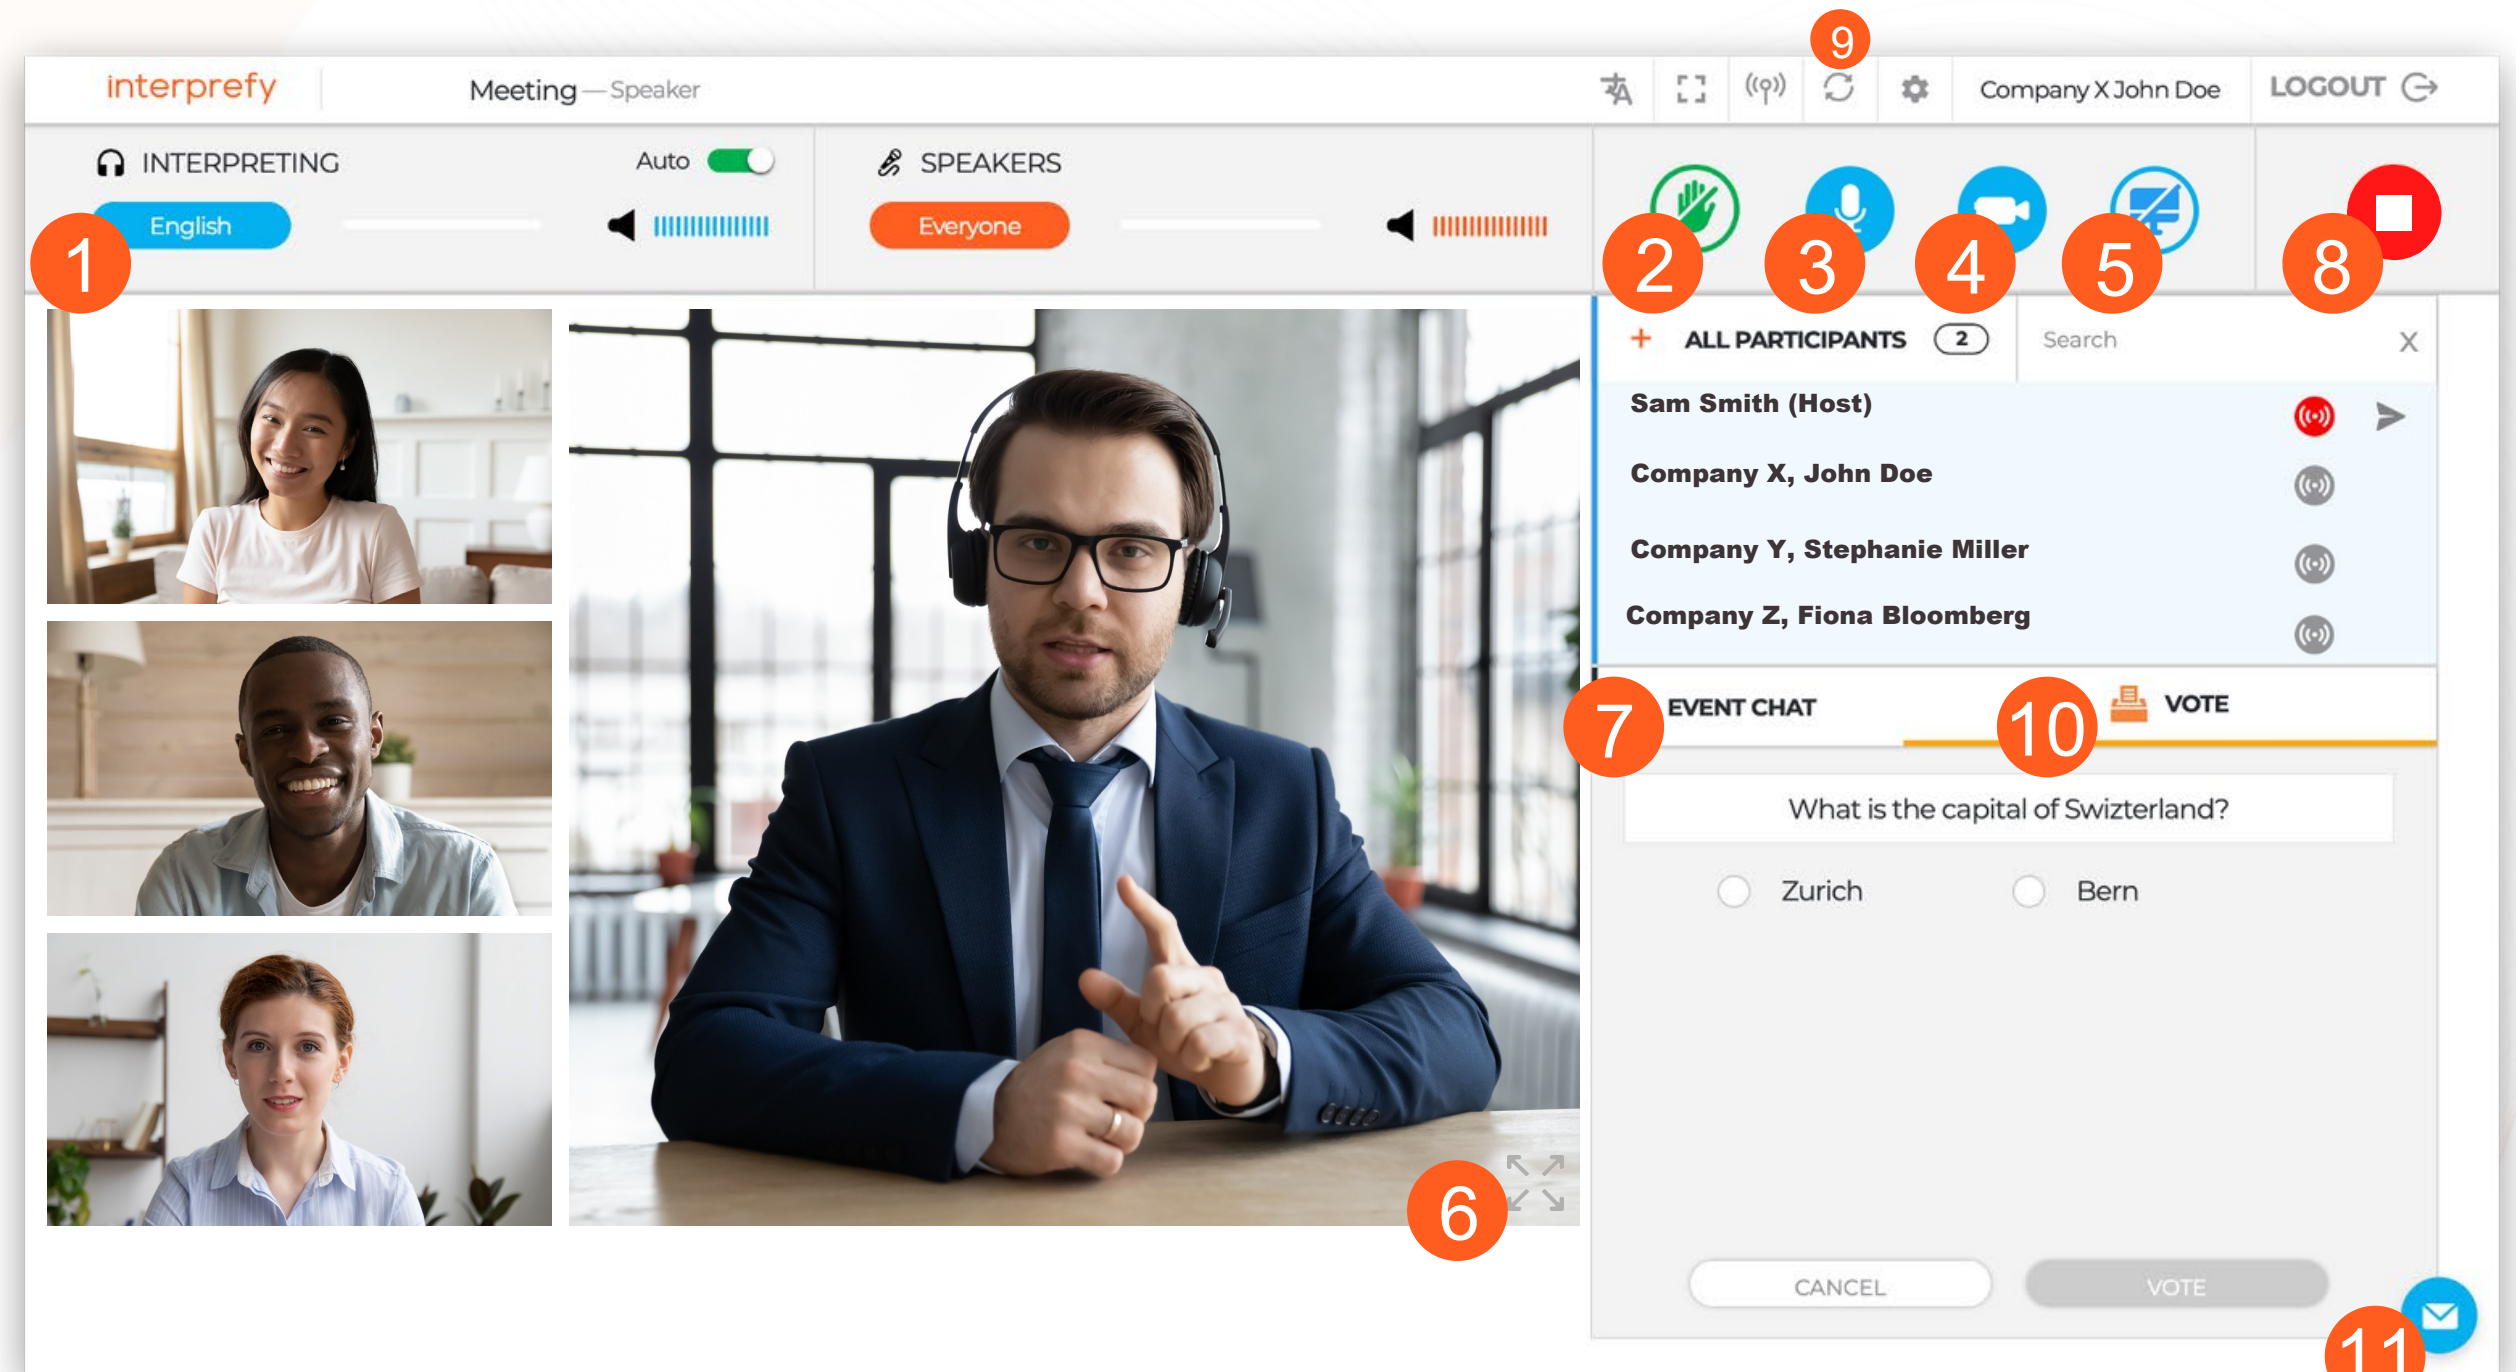 9
interprefy
Meeting — Speaker
Company X John Doe
LOGOUT
INTERPRETING
Auto
SPEAKERS
English
Everyone
1
2
3
4
5
8
+ ALL PARTICIPANTS 2
Search
X
Sam Smith (Host)
Company X, John Doe
Company Y, Stephanie Miller
Company Z, Fiona Bloomberg
7
EVENT CHAT
10
VOTE
What is the capital of Swizterland?
Zurich
Bern
6
CANCEL
VOTE
11